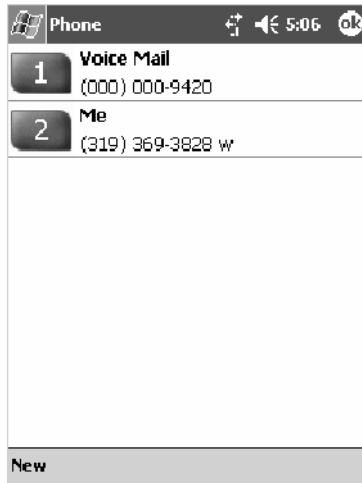 Phone 5:06 ok
1 Voice Mail
(000) 000-9420
2 Me
(319) 369-3828 w
New